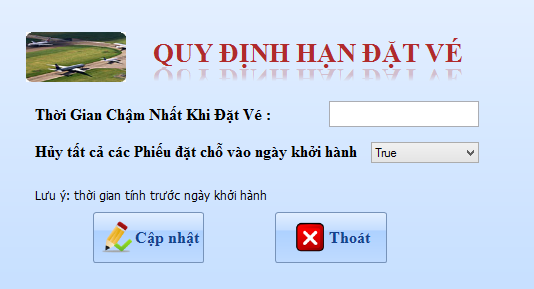 QUY ĐỊNH HẠN ĐẶT VÉ
Thời Gian Chậm Nhất Khi Đặt Vé :
Hủy tất cả các Phiếu đặt chỗ vào ngày khởi hành True
Lưu ý: thời gian tính trước ngày khởi hành
Cập nhật Thoát